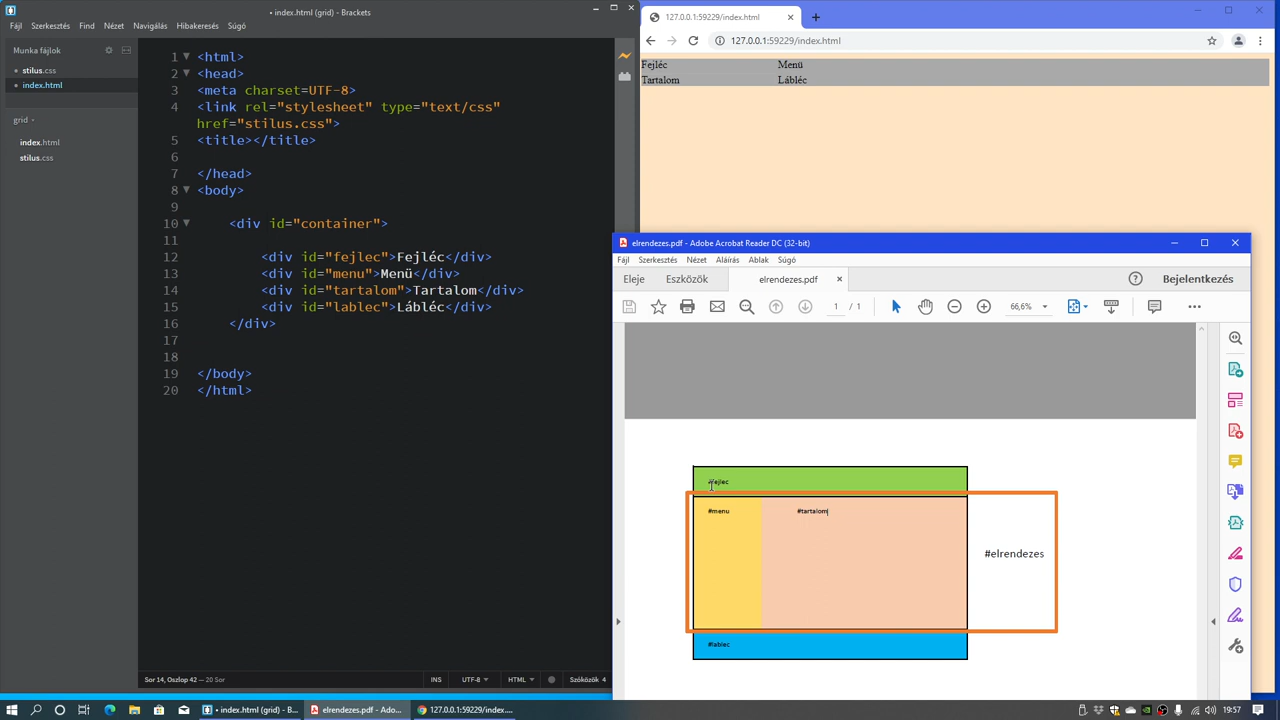 • index.html (grid) - Brackets
Fájl Szerkesztés Find Nézet Navigálás Hibakeresés Súgó
Munka fájlok
stilus.css
index.html
grid
index.html
stilus.css
1 <html>
2 <head>
3 <meta charset=UTF-8>
4 <link rel="stylesheet" type="text/css"
href="stilus.css">
5 <title></title>
6
7 </head>
8 <body>
9
10 <div id="container">
11
12 <div id="fejlec">Fejléc</div>
13 <div id="menu">Menü</div>
14 <div id="tartalom">Tartalom</div>
15 <div id="lablec">Lábléc</div>
16 </div>
17
18
19 </body>
20 </html>
Sor 14, Oszlop 42 — 20 Sor
INS UTF-8 HTML Szóközök 4
127.0.0.1:59229/index.html
127.0.0.1:59229/index.html
Fejléc Menü
Tartalom Lábléc
elrendezes.pdf - Adobe Acrobat Reader DC (32-bit)
Fájl Szerkesztés Nézet Aláírás Ablak Súgó
Eleje Eszközök elrendezes.pdf Bejelentkezés
1 / 1 66,6%
#fejlec
#menu #tartalom
#elrendezes
#lablec
• index.html (grid) - B...
elrendezes.pdf - Ado...
127.0.0.1:59229/index....
19:57